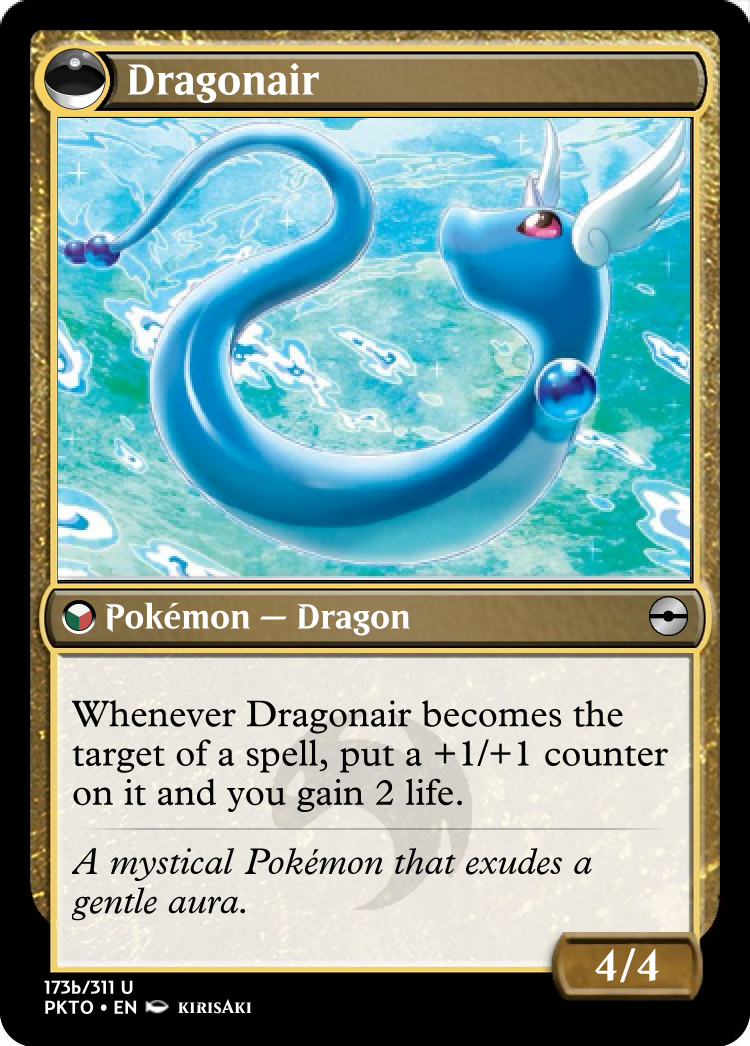 Dragonair
Pokémon — Dragon
Whenever Dragonair becomes the
target of a spell, put a +1/+1 counter
on it and you gain 2 life.
A mystical Pokémon that exudes a
gentle aura.
4/4
173b/311 U
PKTO • EN KIRISAKI